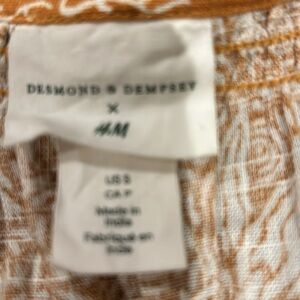 DESMOND & DEMPSEY
X
H&M
US S
CA P
Made in
India
Fabriqué en
Inde